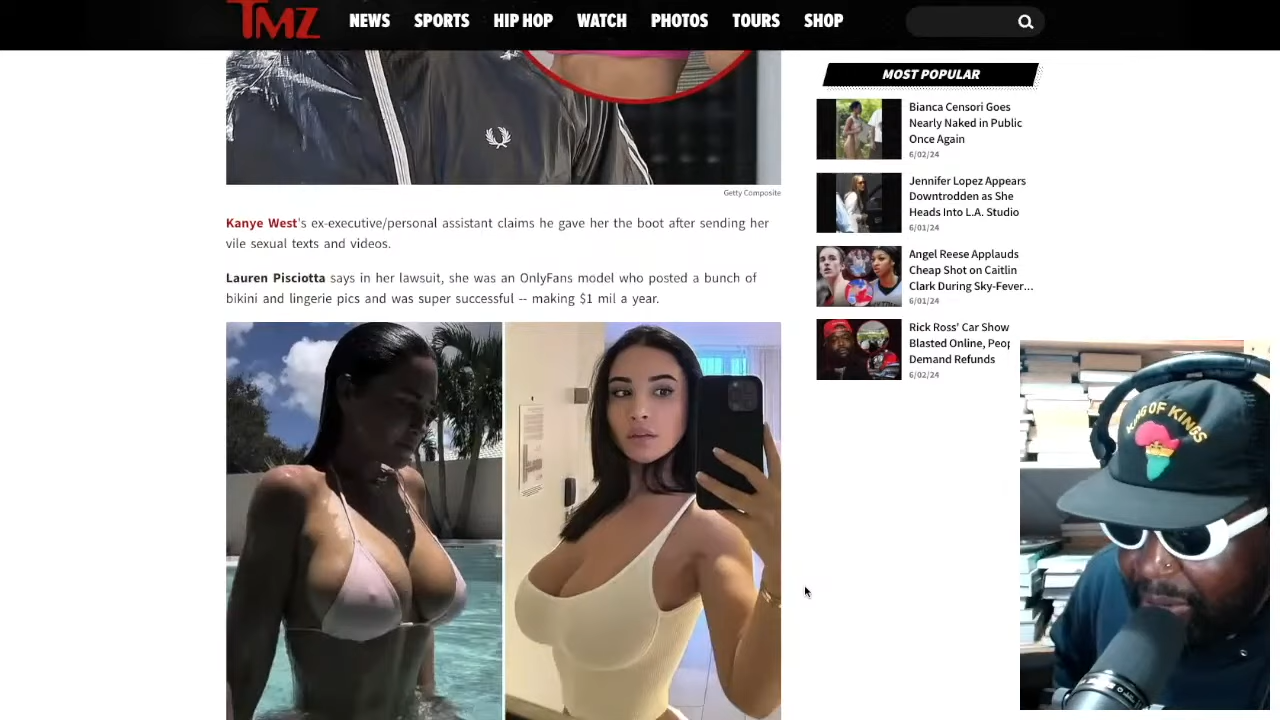 TMZ
NEWS SPORTS HIP HOP WATCH PHOTOS TOURS SHOP
Getty Composite
Kanye West's ex-executive/personal assistant claims he gave her the boot after sending her
vile sexual texts and videos.
Lauren Pisciotta says in her lawsuit, she was an OnlyFans model who posted a bunch of
bikini and lingerie pics and was super successful -- making $1 mil a year.
MOST POPULAR
Bianca Censori Goes
Nearly Naked in Public
Once Again
6/02/24
Jennifer Lopez Appears
Downtrodden as She
Heads Into L.A. Studio
6/01/24
Angel Reese Applauds
Cheap Shot on Caitlin
Clark During Sky-Fever...
6/01/24
Rick Ross' Car Show
Blasted Online, Peop
Demand Refunds
6/02/24
KING OF KINGS